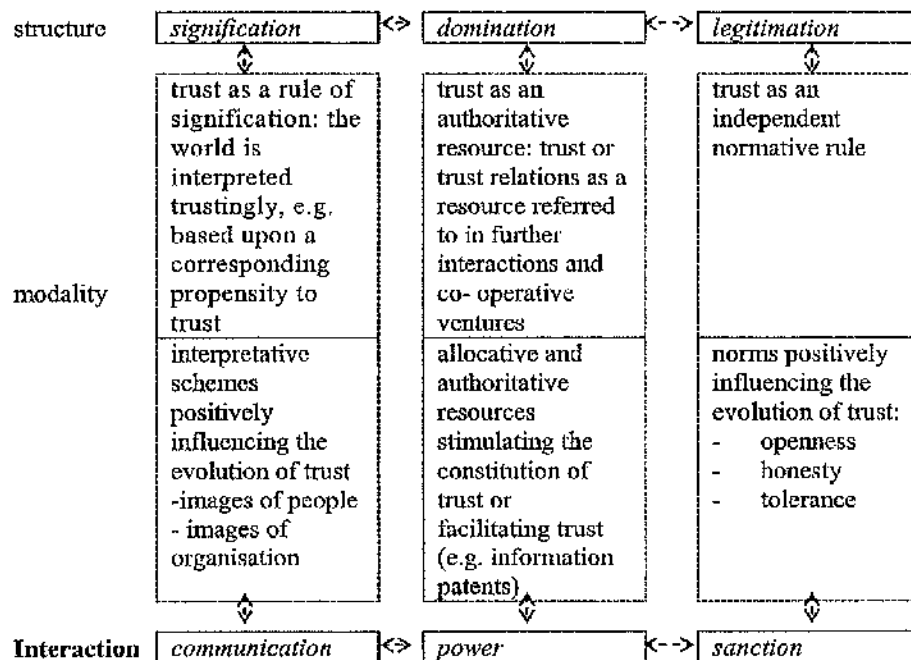 structure signification domination legitimation
trust as a rule of
signification: the
world is
interpreted
trustingly, e.g.
based upon a
corresponding
propensity to
trust
trust as an
authoritative
resource: trust or
trust relations as a
resource referred
to in further
interactions and
co- operative
ventures
trust as an
independent
normative rule
modality
interpretative
schemes
positively
influencing the
evolution of trust
-images of people
- images of
organisation
allocative and
authoritative
resources
stimulating the
constitution of
trust or
facilitating trust
(e.g. information
patents)
norms positively
influencing the
evolution of trust:
- openness
- honesty
- tolerance
Interaction communication power sanction